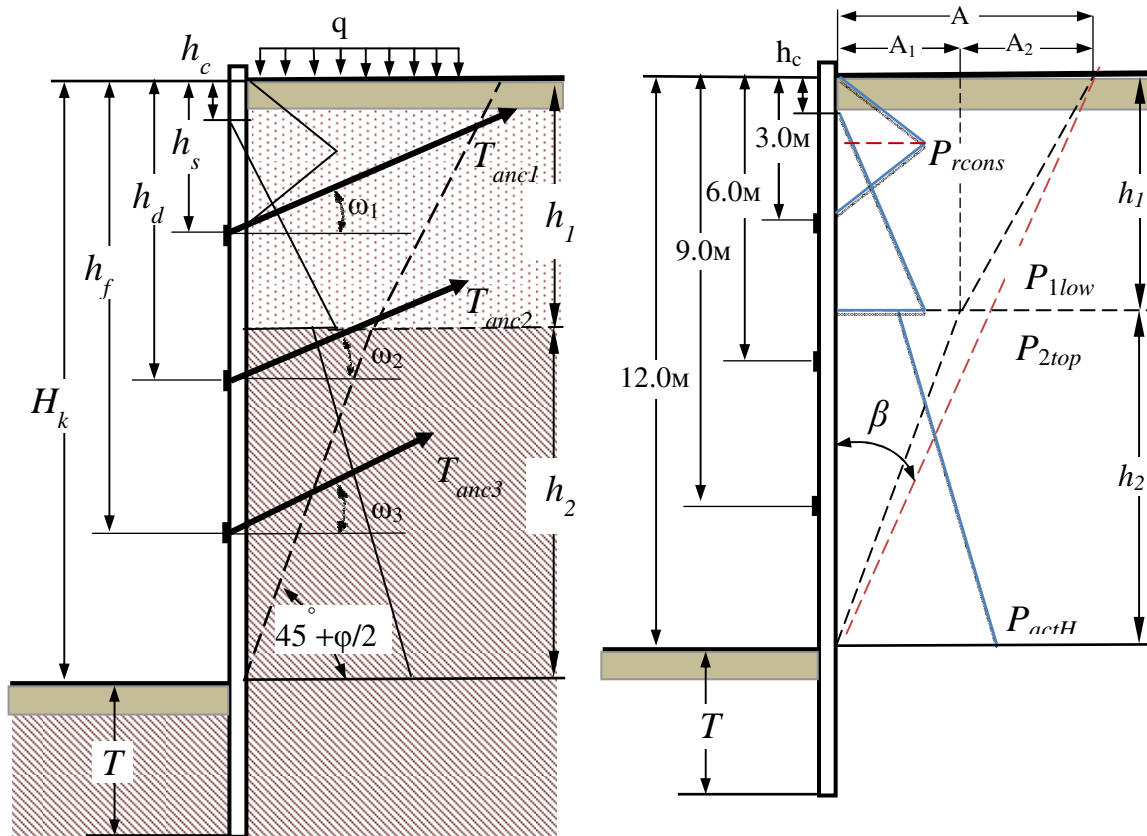 q
h_c
h_s
h_d
h_f
H_k
T
T_anc1
ω_1
T_anc2
ω_2
T_anc3
ω_3
h_1
h_2
45°+φ/2
A
A_1
A_2
h_c
3.0м
6.0м
9.0м
12.0м
P_rcons
h_1
P_1low
P_2top
β
h_2
P_actH
T